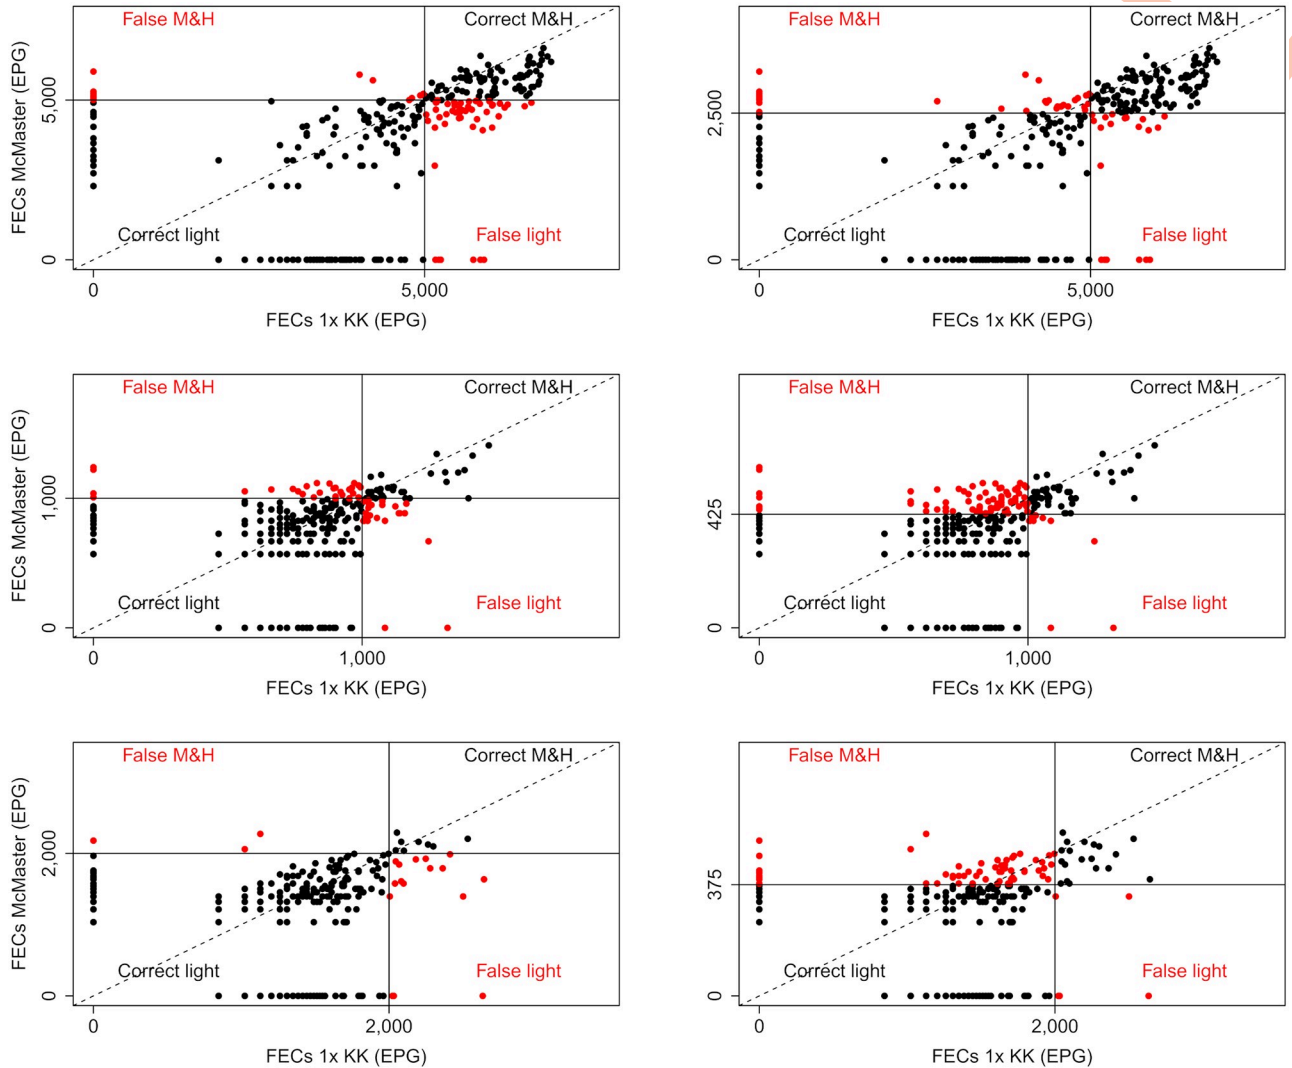 False M&H
Correct M&H
FECs McMaster (EPG)
5,000
0
Correct light
False light
0
5,000
FECs 1x KK (EPG)
False M&H
Correct M&H
2,500
0
Correct light
False light
0
5,000
FECs 1x KK (EPG)
False M&H
Correct M&H
FECs McMaster (EPG)
1,000
0
Correct light
False light
0
1,000
FECs 1x KK (EPG)
False M&H
Correct M&H
425
0
Correct light
False light
0
1,000
FECs 1x KK (EPG)
False M&H
Correct M&H
FECs McMaster (EPG)
2,000
0
Correct light
False light
0
2,000
FECs 1x KK (EPG)
False M&H
Correct M&H
375
0
Correct light
False light
0
2,000
FECs 1x KK (EPG)